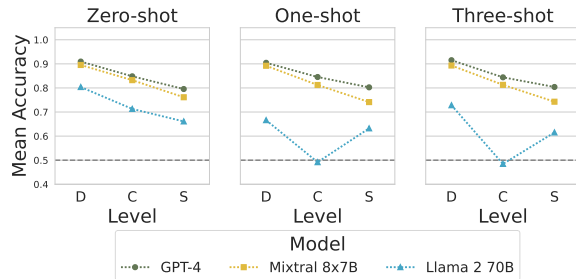 Zero-shot
One-shot
Three-shot
Mean Accuracy
1.0
0.9
0.8
0.7
0.6
0.5
0.4
D C S
D C S
D C S
Level
Level
Level
Model
GPT-4 Mixtral 8x7B Llama 2 70B